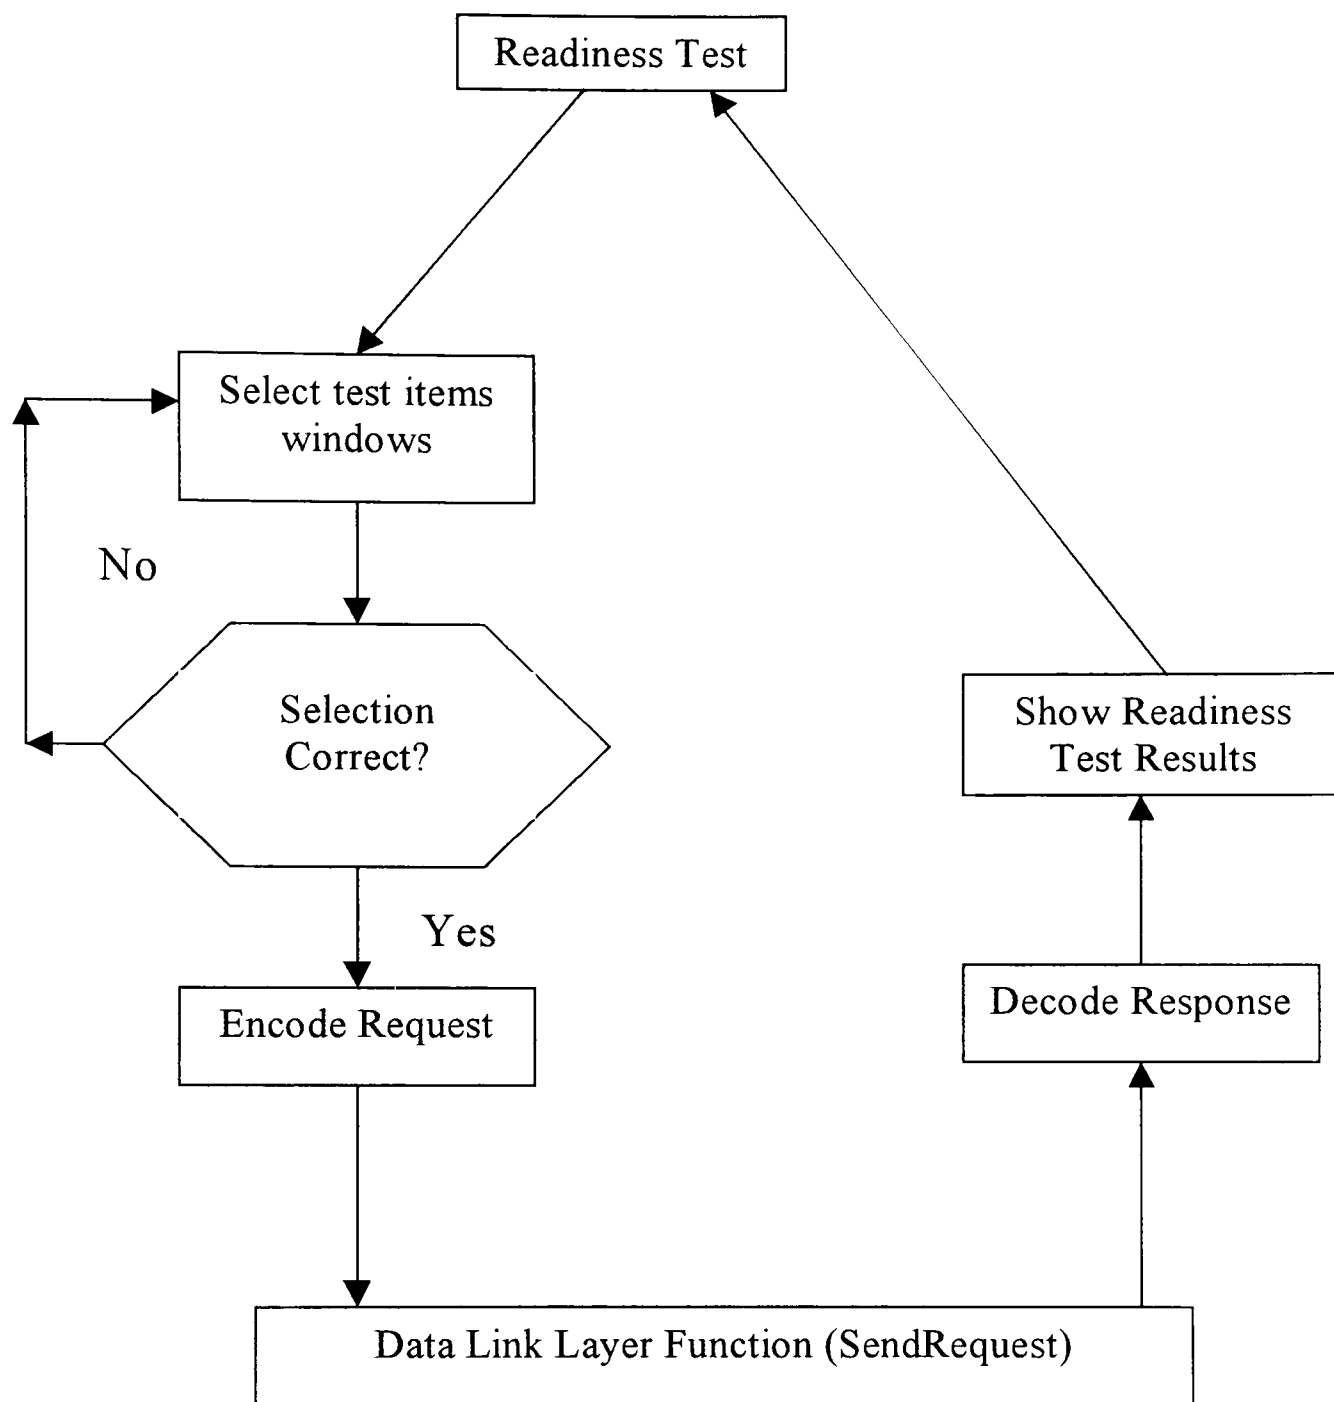 Readiness Test
Select test items
windows
No
Selection
Correct?
Yes
Encode Request
Show Readiness
Test Results
Decode Response
Data Link Layer Function (SendRequest)